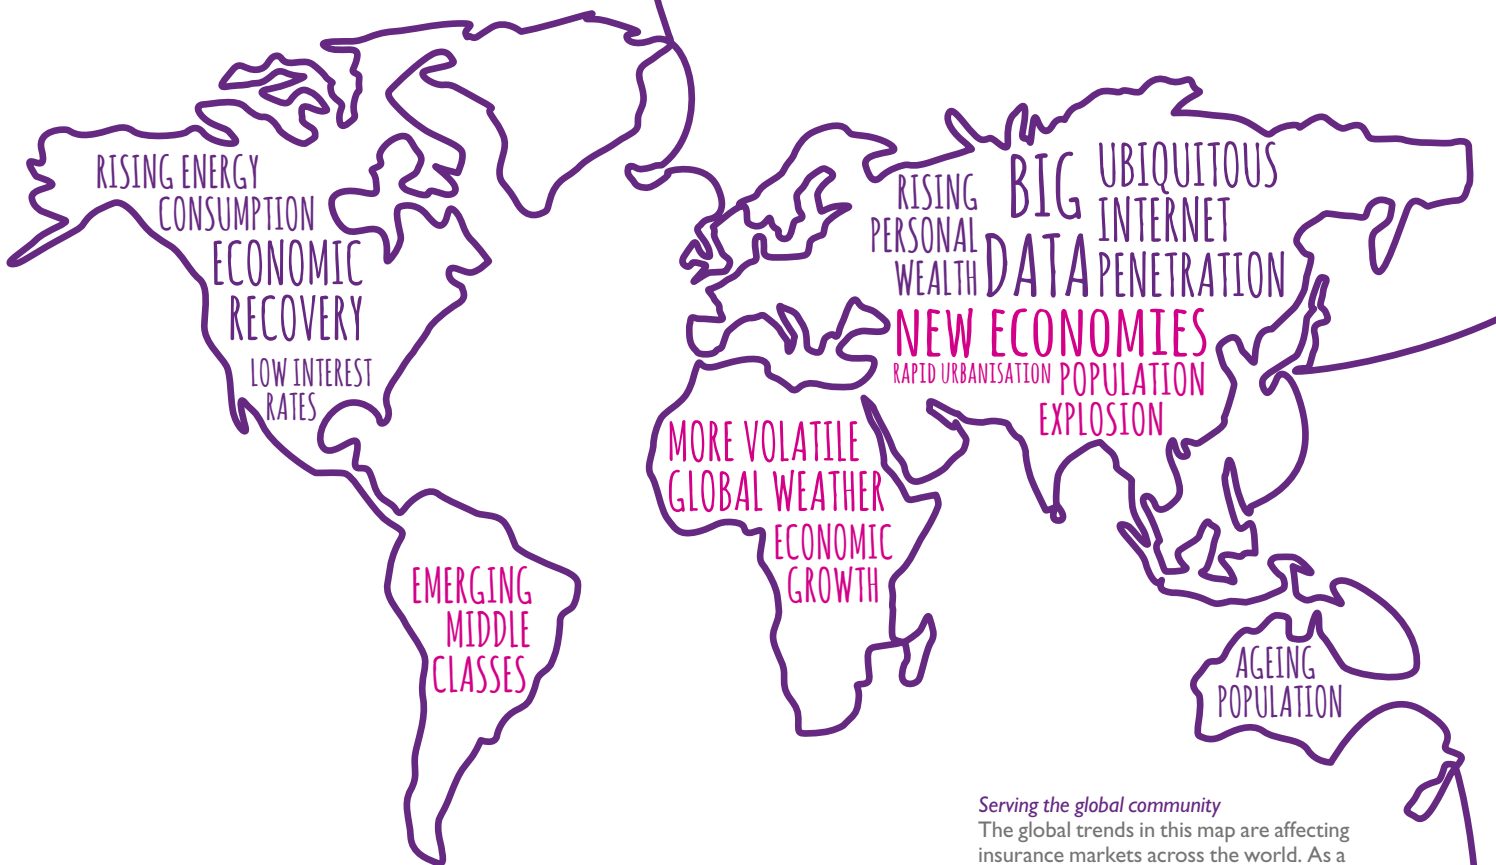 RISING ENERGY
CONSUMPTION
ECONOMIC
RECOVERY
LOW INTEREST
RATES
EMERGING
MIDDLE
CLASSES
MORE VOLATILE
GLOBAL WEATHER
ECONOMIC
GROWTH
RISING
PERSONAL
WEALTH
BIG
DATA
UBIQUITOUS
INTERNET
PENETRATION
NEW ECONOMIES
RAPID URBANISATION
POPULATION
EXPLOSION
AGEING
POPULATION
Serving the global community
The global trends in this map are affecting
insurance markets across the world. As a